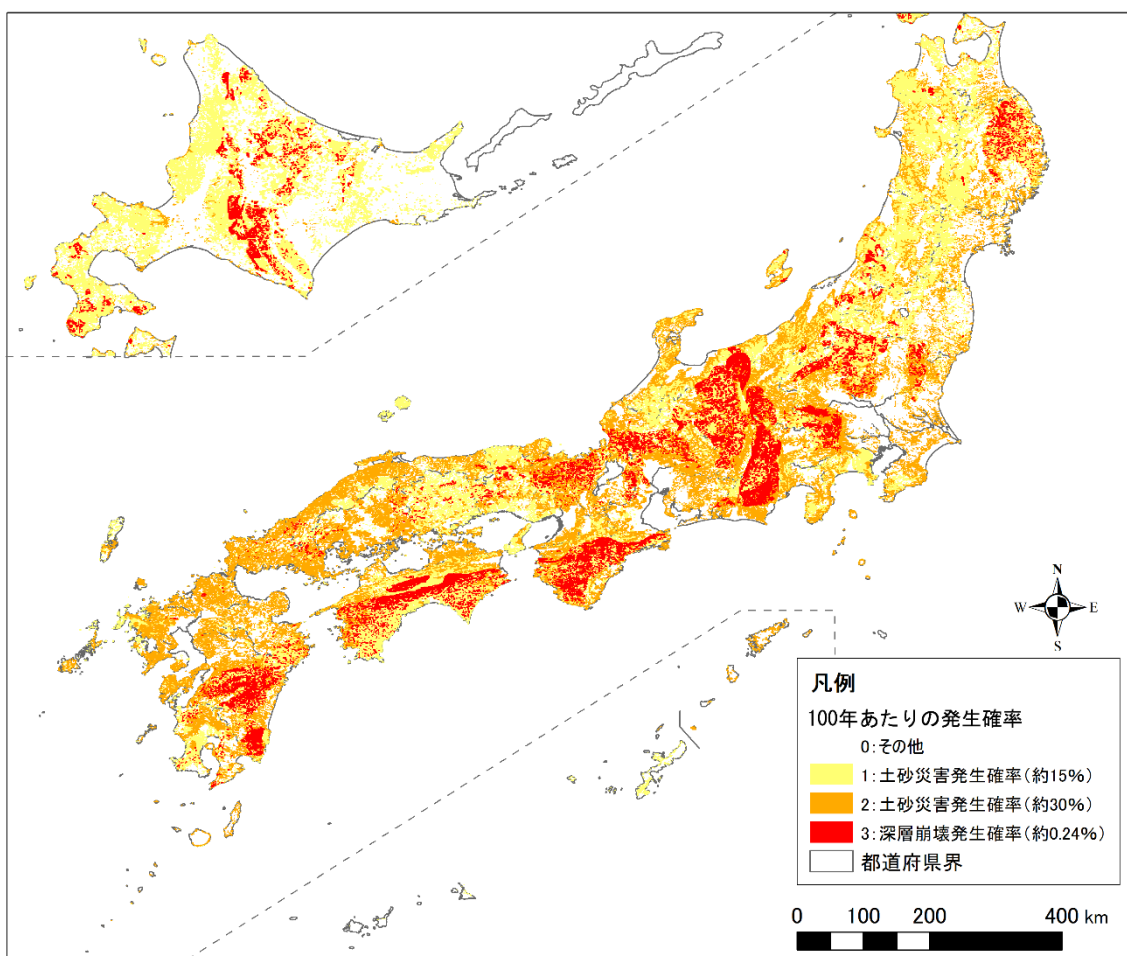 N
W E
S
凡例
100年あたりの発生確率
0:その他
1:土砂災害発生確率(約15%)
2:土砂災害発生確率(約30%)
3:深層崩壊発生確率(約0.24%)
都道府県界
0 100 200 400 km